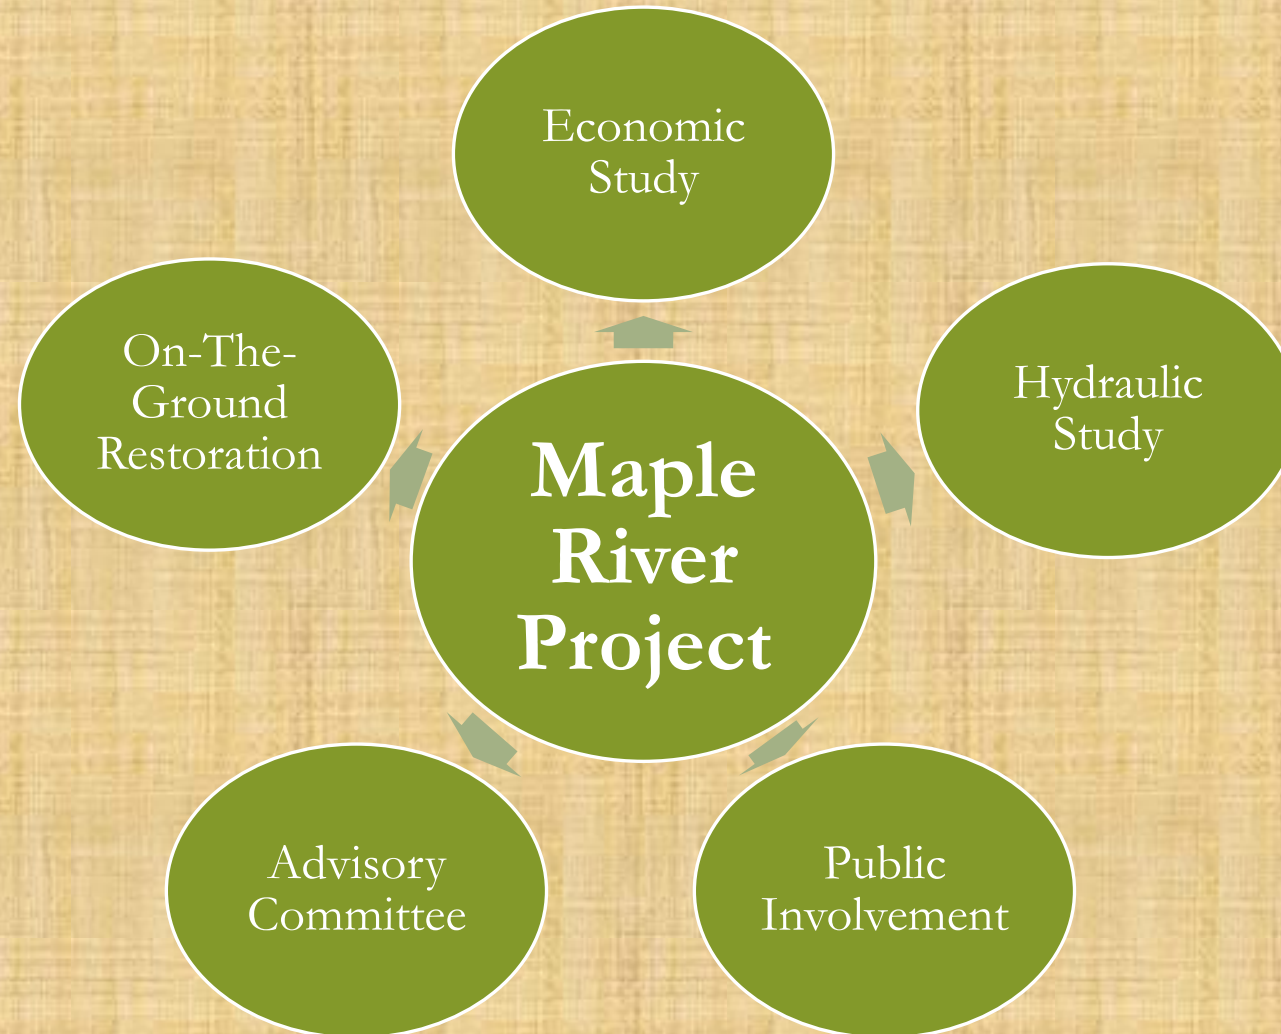 Economic
Study
On-The-
Ground
Restoration
Hydraulic
Study
Maple
River
Project
Advisory
Committee
Public
Involvement